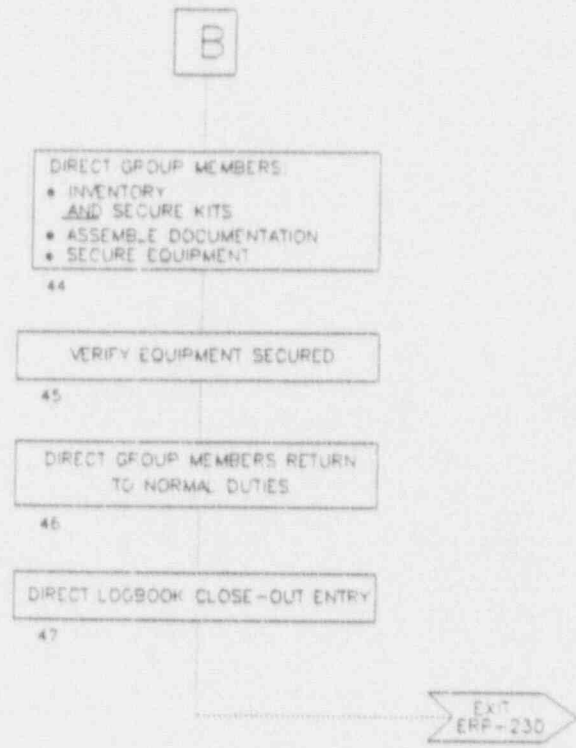 B
DIRECT GROUP MEMBERS:
• INVENTORY
AND SECURE KITS
• ASSEMBLE DOCUMENTATION
• SECURE EQUIPMENT
44
VERIFY EQUIPMENT SECURED
45
DIRECT GROUP MEMBERS RETURN
TO NORMAL DUTIES
46
DIRECT LOGBOOK CLOSE-OUT ENTRY
47
EXIT
ERP-230